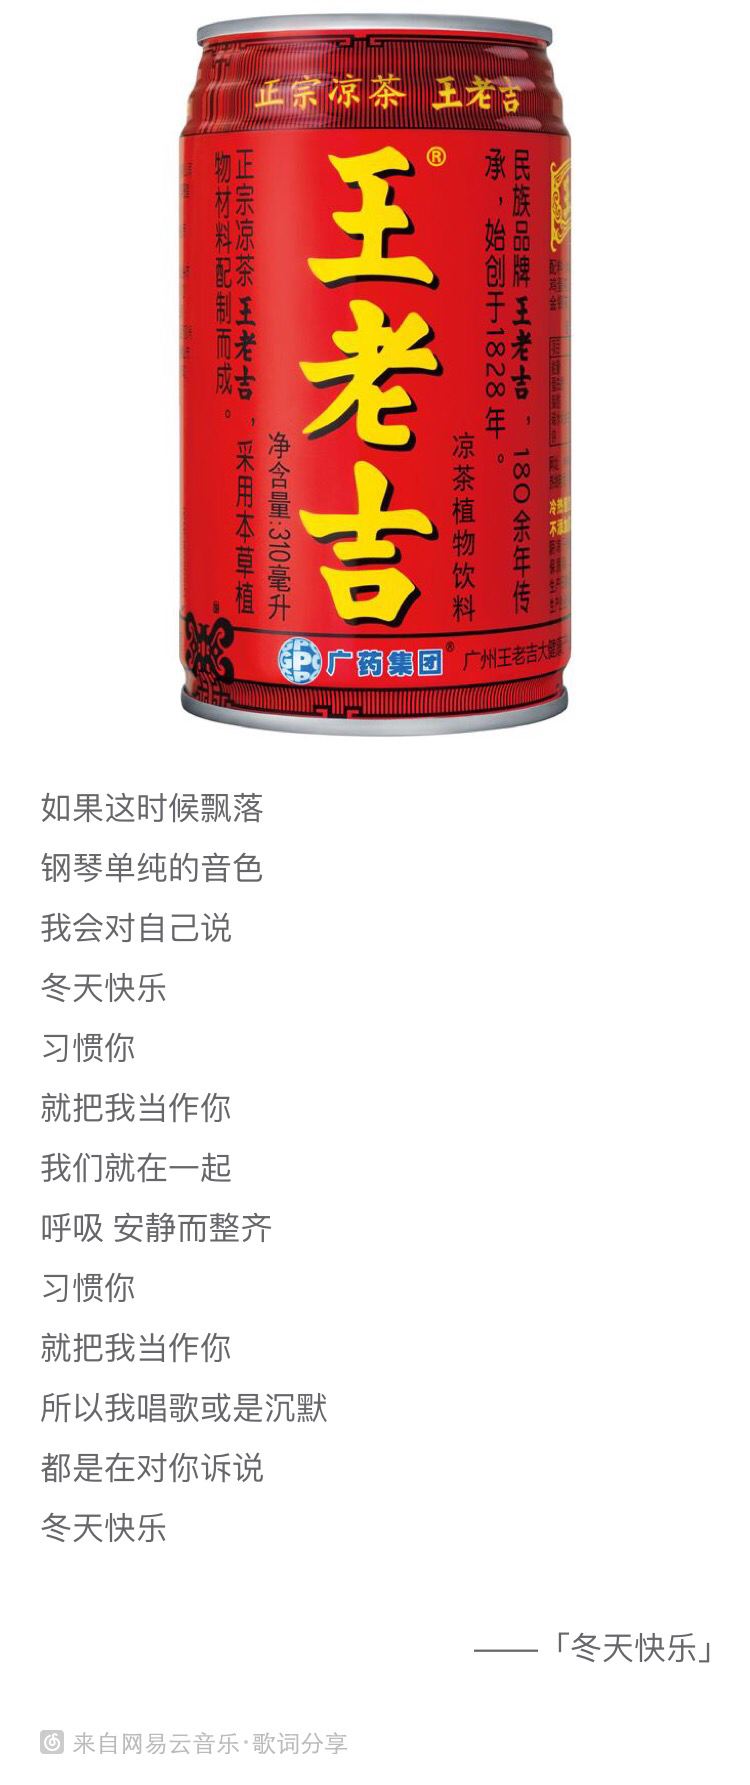 正宗凉茶 王老吉
民族品牌王老吉，180余年传
承，始创于1828年。
凉茶植物饮料
王老吉®
净含量:310毫升
正宗凉茶王老吉，采用本草植
物材料配制而成。
GPC 广药集团®
广州王老吉大健康
如果这时候飘落
钢琴单纯的音色
我会对自己说
冬天快乐
习惯你
就把我当作你
我们就在一起
呼吸 安静而整齐
习惯你
就把我当作你
所以我唱歌或是沉默
都是在对你诉说
冬天快乐
——「冬天快乐」
来自网易云音乐·歌词分享